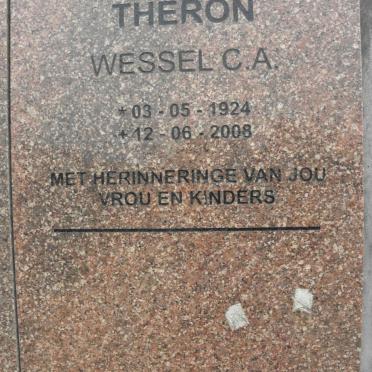 THERON
WESSEL C.A.
* 03 - 05 - 1924
+ 12 - 06 - 2008
MET HERINNERINGE VAN JOU
VROU EN KINDERS